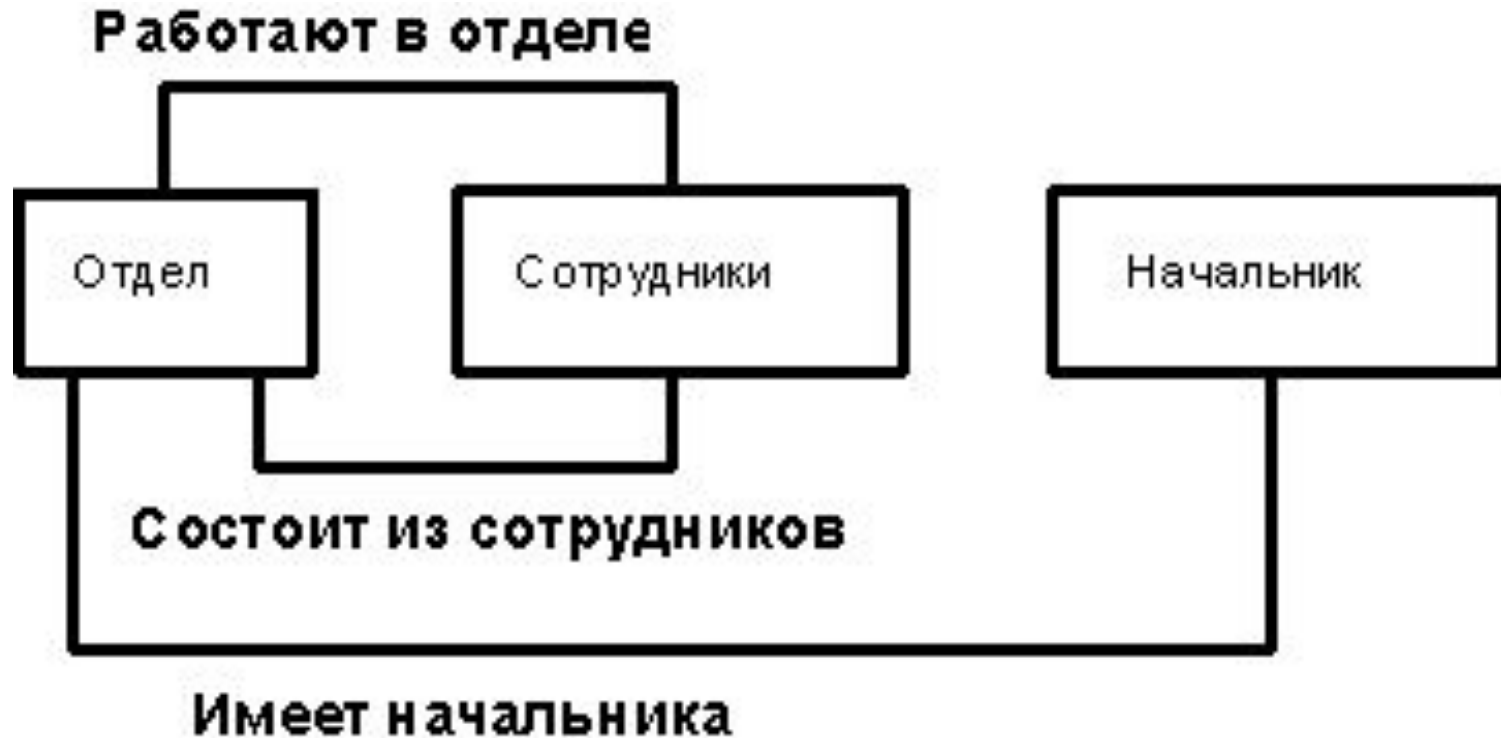 Работают в отделе
Отдел
Сотрудники
Начальник
Состоит из сотрудников
Имеет начальника